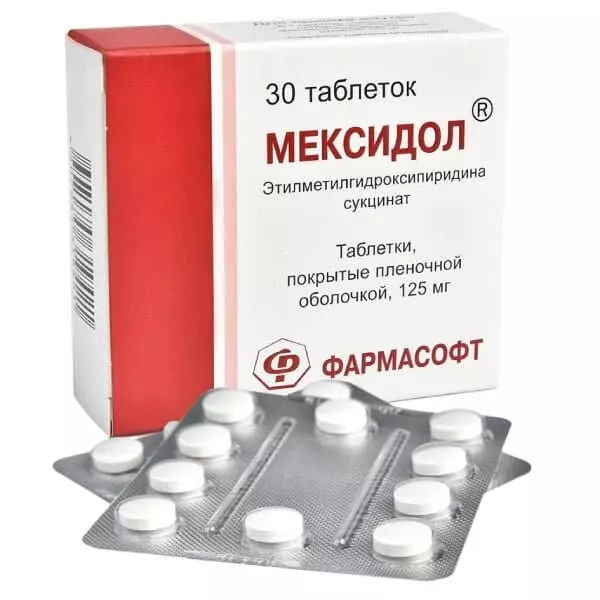 30 таблеток
МЕКСИДОЛ®
Этилметилгидроксипиридина
сукцинат
Таблетки,
покрытые пленочной
оболочкой, 125 мг
ФАРМАСОФТ